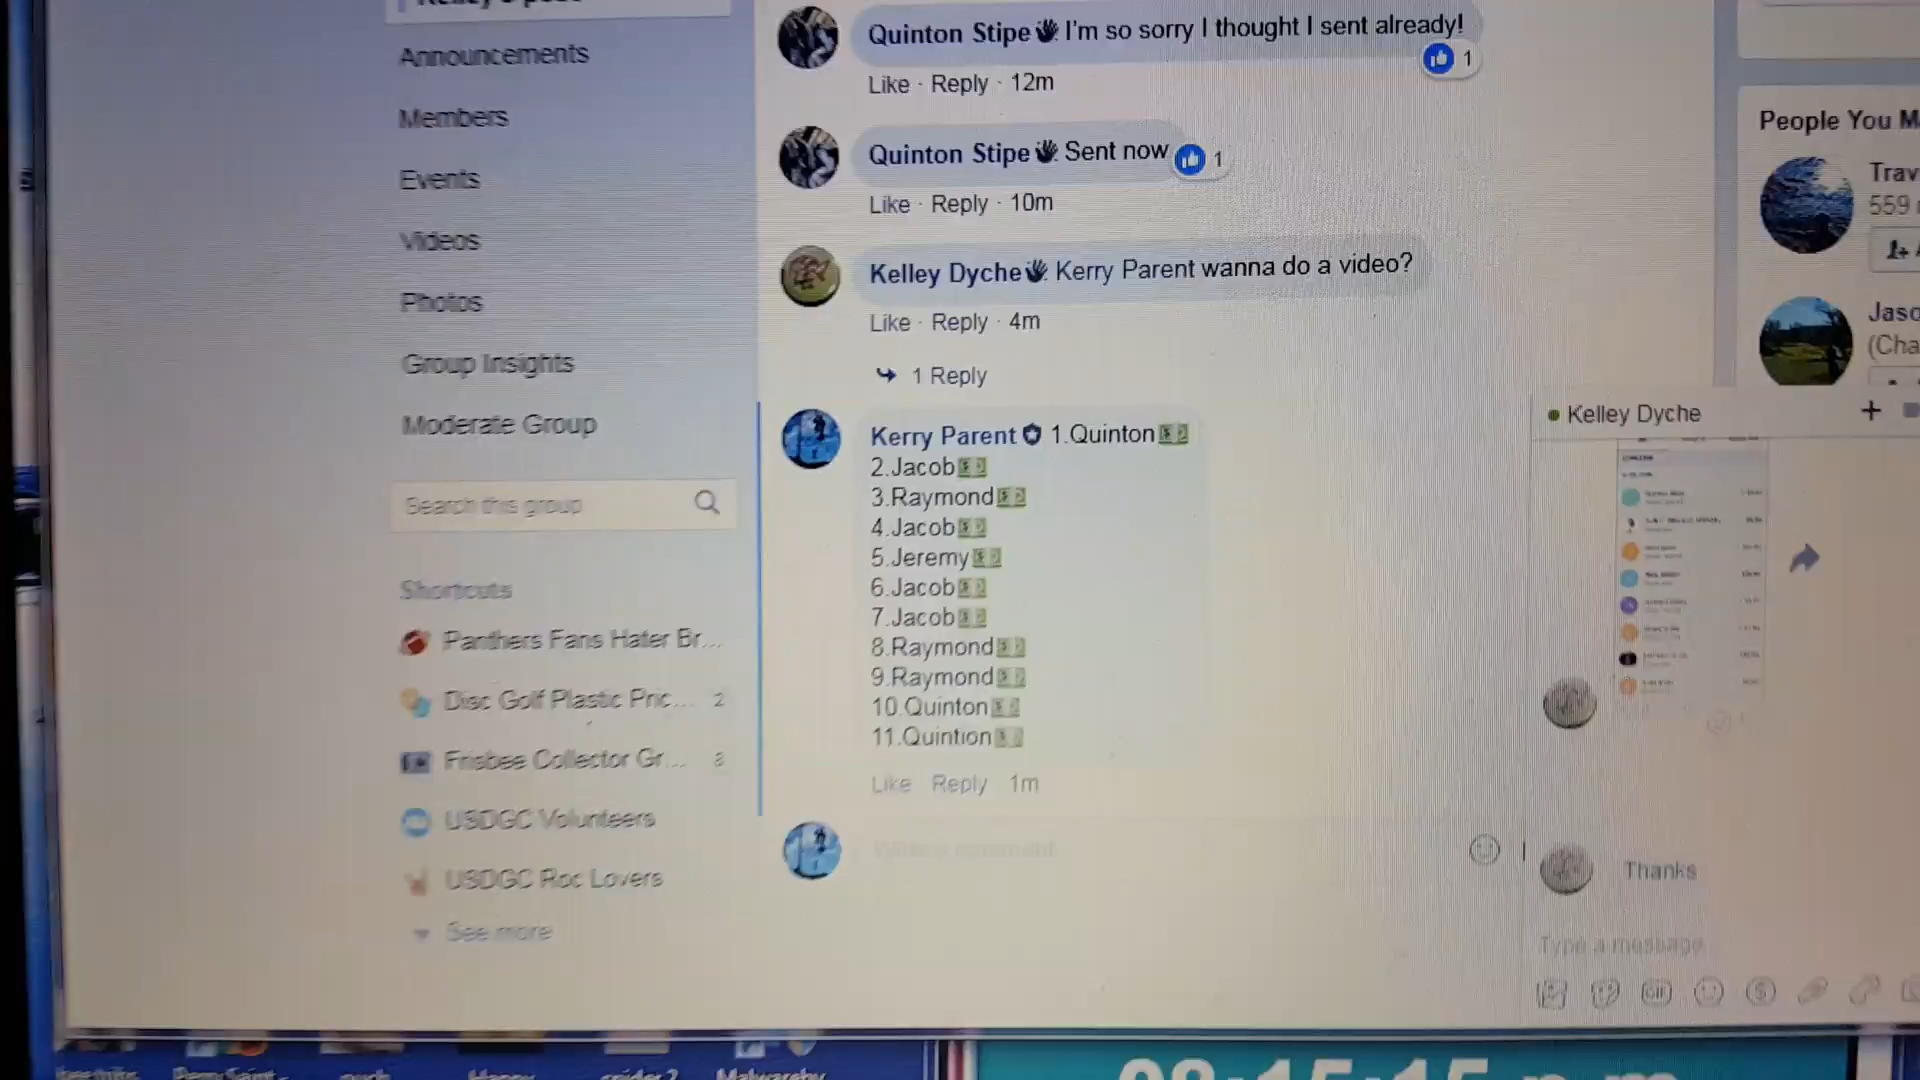 Announcements
Members
Events
Videos
Photos
Group Insights
Moderate Group
Search this group
Shortcuts
Panthers Fans Hater Br...
Disc Golf Plastic Pric... 2
Frisbee Collector Gr... 3
USDGC Volunteers
USDGC Roc Lovers
See more
Quinton Stipe I'm so sorry I thought I sent already!
1
Like · Reply · 12m
Quinton Stipe Sent now
1
Like · Reply · 10m
Kelley Dyche Kerry Parent wanna do a video?
Like · Reply · 4m
1 Reply
Kerry Parent 1.Quinton
2.Jacob
3.Raymond
4.Jacob
5.Jeremy
6.Jacob
7.Jacob
8.Raymond
9.Raymond
10.Quinton
11.Quintion
Like Reply 1m
People You M
Trav
559
Jaso
(Cha
Kelley Dyche
Thanks
Type a message
GIF